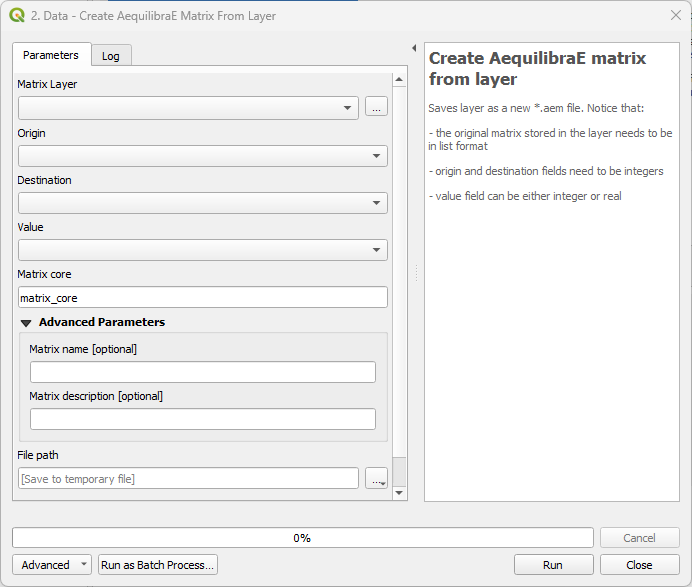 2. Data - Create AequilibraE Matrix From Layer
Parameters
Log
Matrix Layer
...
Origin
Destination
Value
Matrix core
matrix_core
Advanced Parameters
Matrix name [optional]
Matrix description [optional]
File path
[Save to temporary file]
...
Create AequilibraE matrix
from layer
Saves layer as a new *.aem file. Notice that:
- the original matrix stored in the layer needs to be
in list format
- origin and destination fields need to be integers
- value field can be either integer or real
0%
Cancel
Advanced
Run as Batch Process...
Run
Close